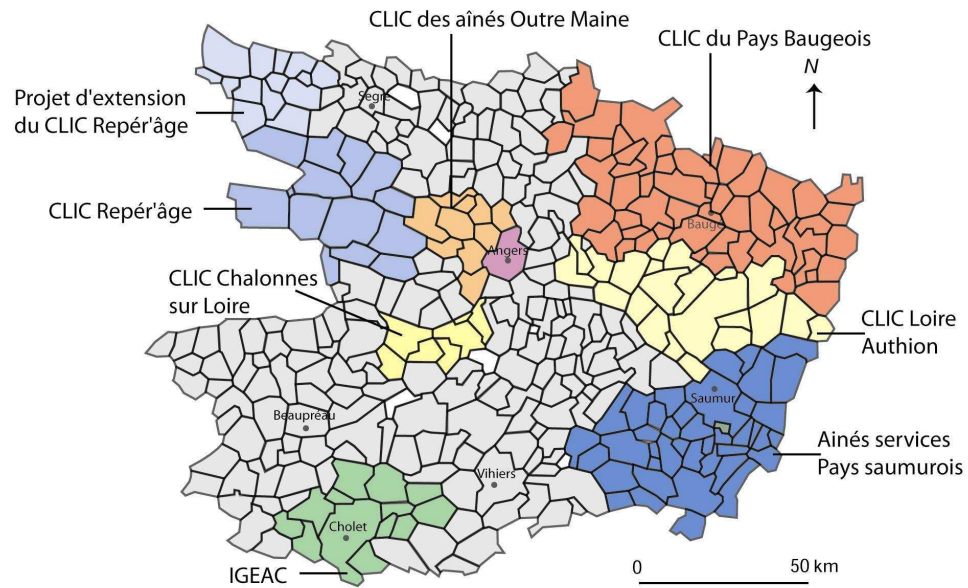 CLIC des aînés Outre Maine
CLIC du Pays Baugeois
N
Projet d'extension
du CLIC Repér'âge
Segré
CLIC Repér'âge
Baugé
Angers
CLIC Chalonnes
sur Loire
CLIC Loire
Authion
Saumur
Beaupréau
Ainés services
Pays saumurois
Vihiers
Cholet
IGEAC
0 50 km